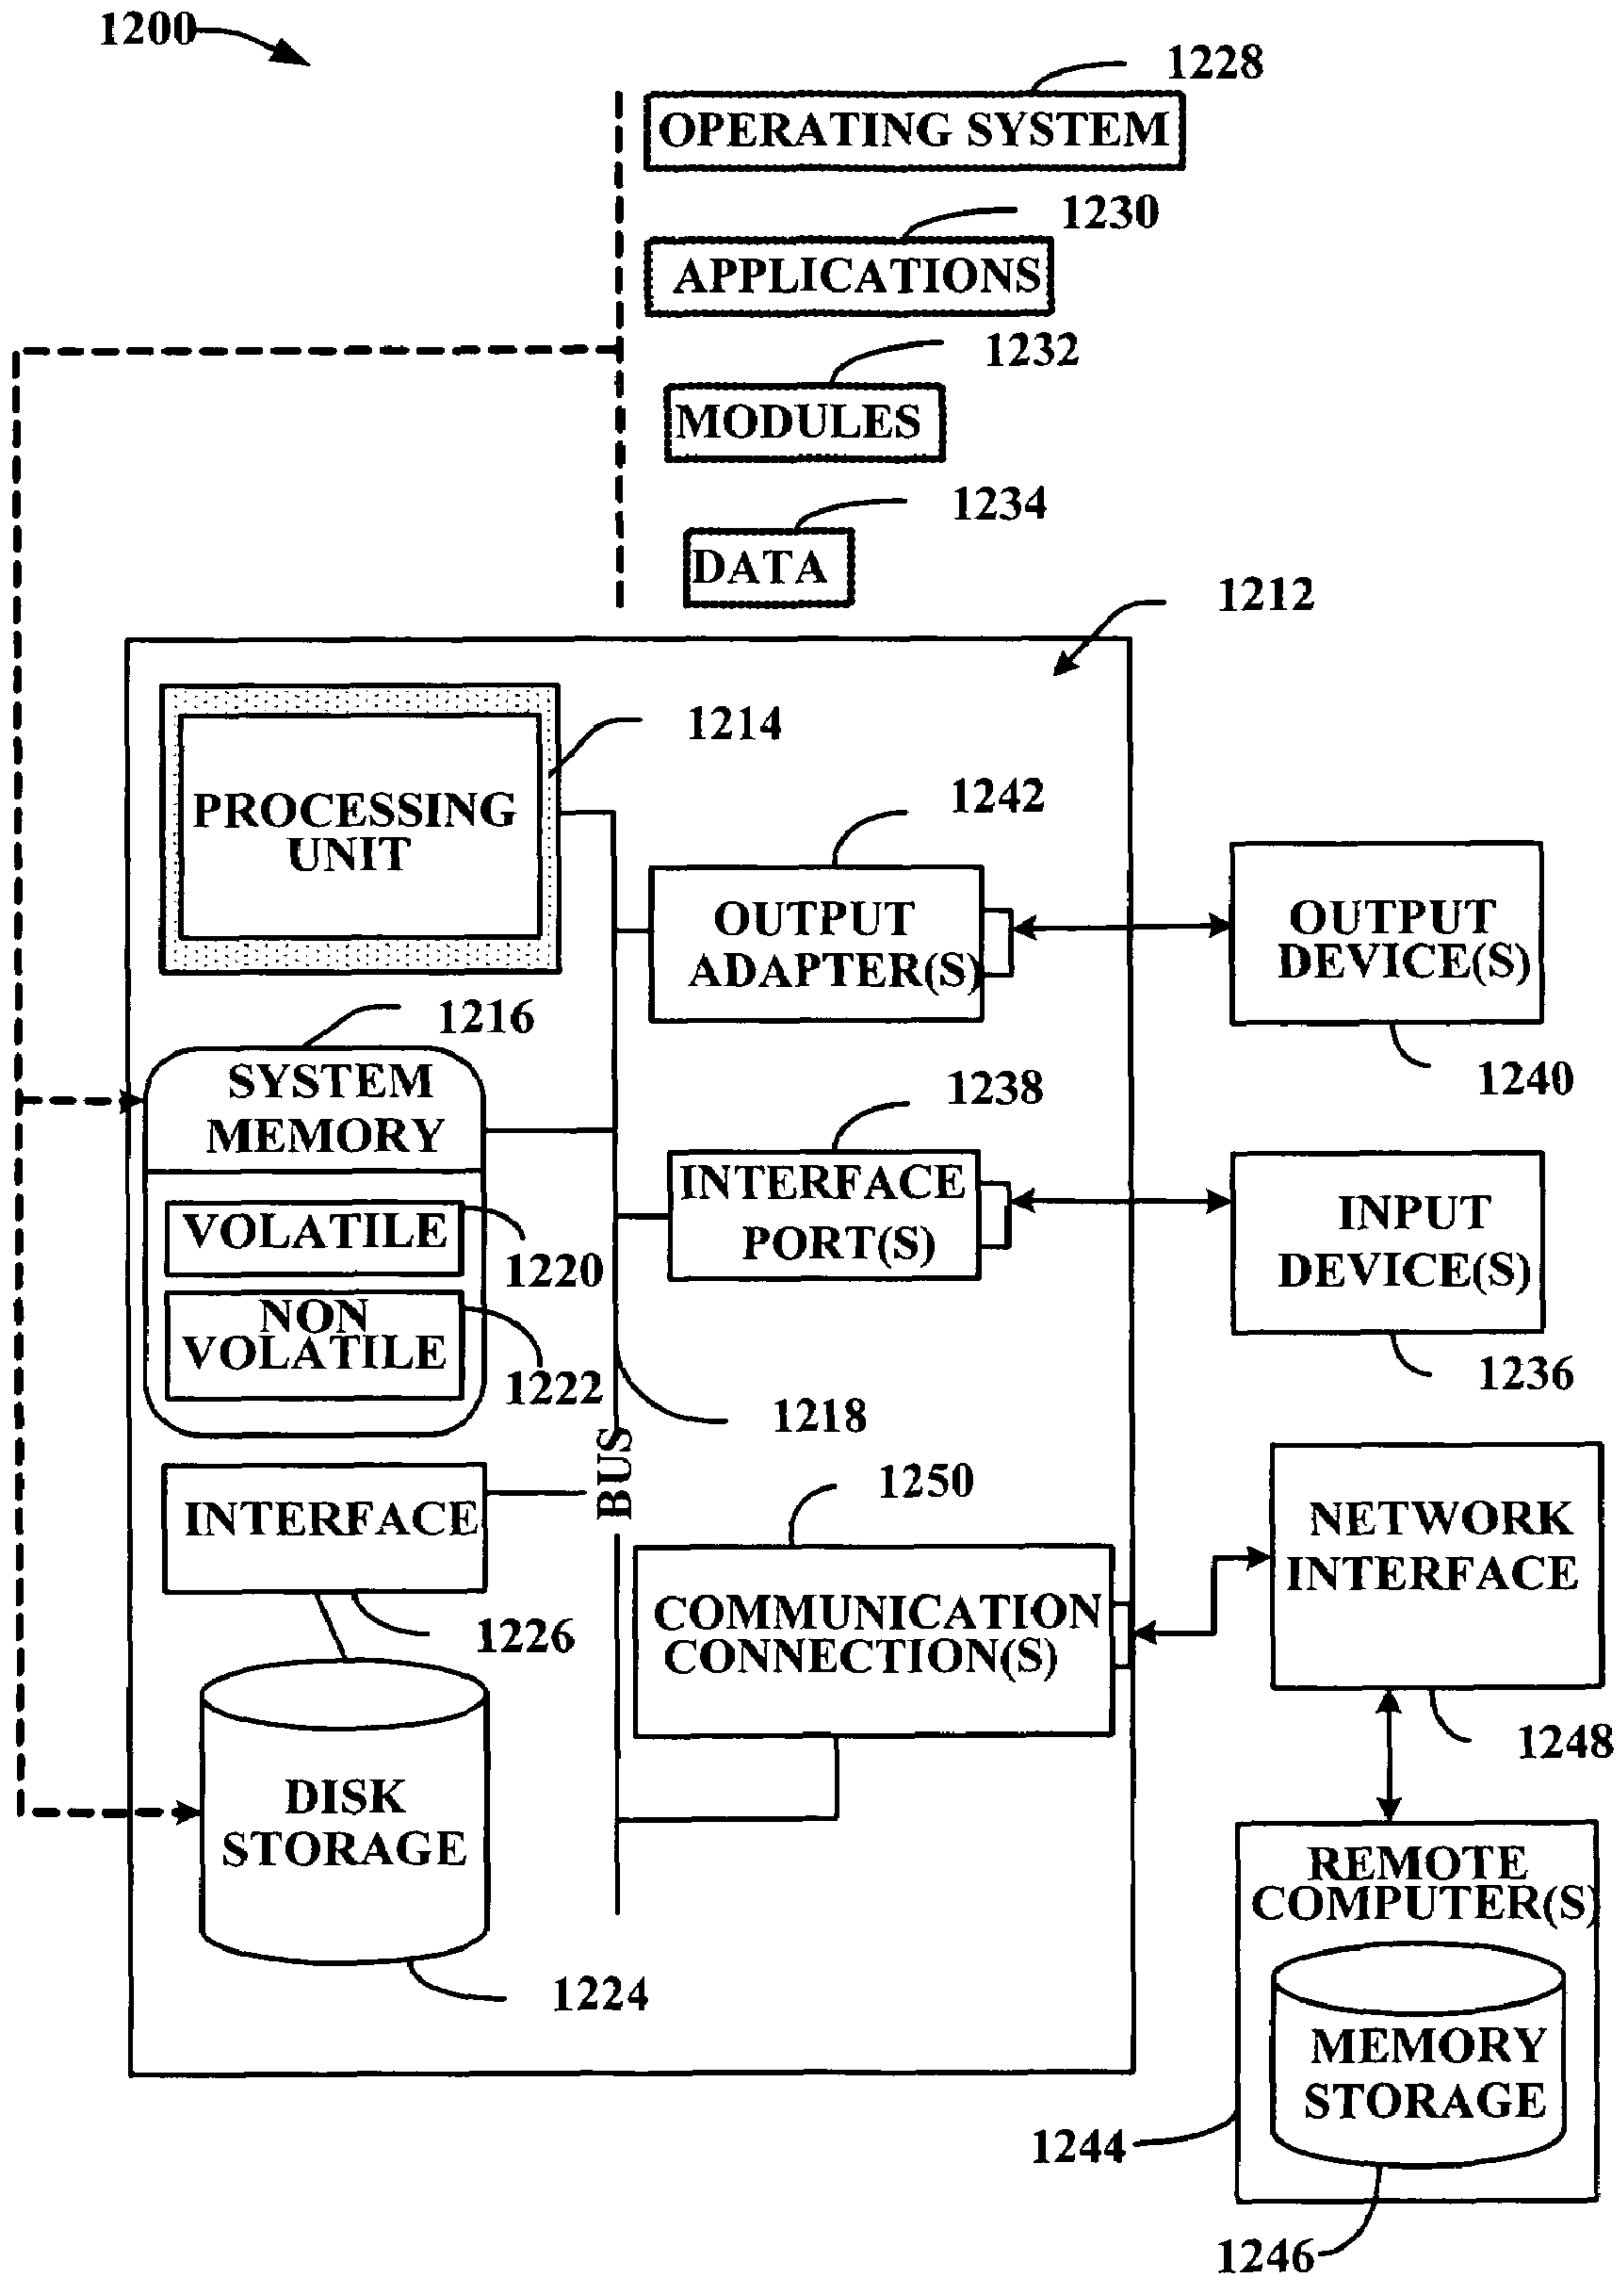 1200
1228
OPERATING SYSTEM
1230
APPLICATIONS
1232
MODULES
1234
DATA
1212
1214
PROCESSING
UNIT
1242
OUTPUT
ADAPTER(S)
OUTPUT
DEVICE(S)
1240
1216
SYSTEM
MEMORY
1238
INTERFACE
PORT(S)
INPUT
DEVICE(S)
1236
VOLATILE
1220
NON
VOLATILE
1222
1218
BUS
INTERFACE
1226
1250
COMMUNICATION
CONNECTION(S)
NETWORK
INTERFACE
1248
DISK
STORAGE
1224
REMOTE
COMPUTER(S)
MEMORY
STORAGE
1244
1246